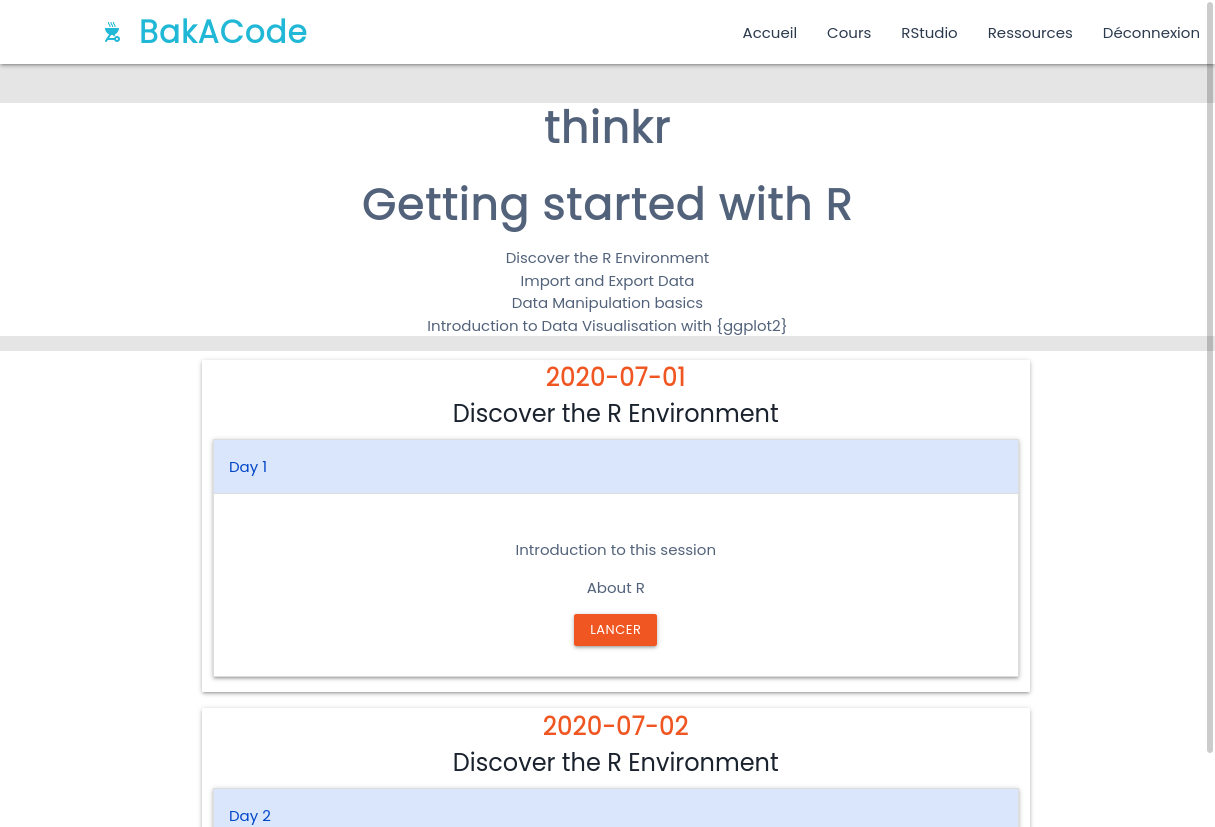 BakACode
Accueil Cours RStudio Ressources Déconnexion
thinkr
Getting started with R
Discover the R Environment
Import and Export Data
Data Manipulation basics
Introduction to Data Visualisation with {ggplot2}
2020-07-01
Discover the R Environment
Day 1
Introduction to this session
About R
LANCER
2020-07-02
Discover the R Environment
Day 2